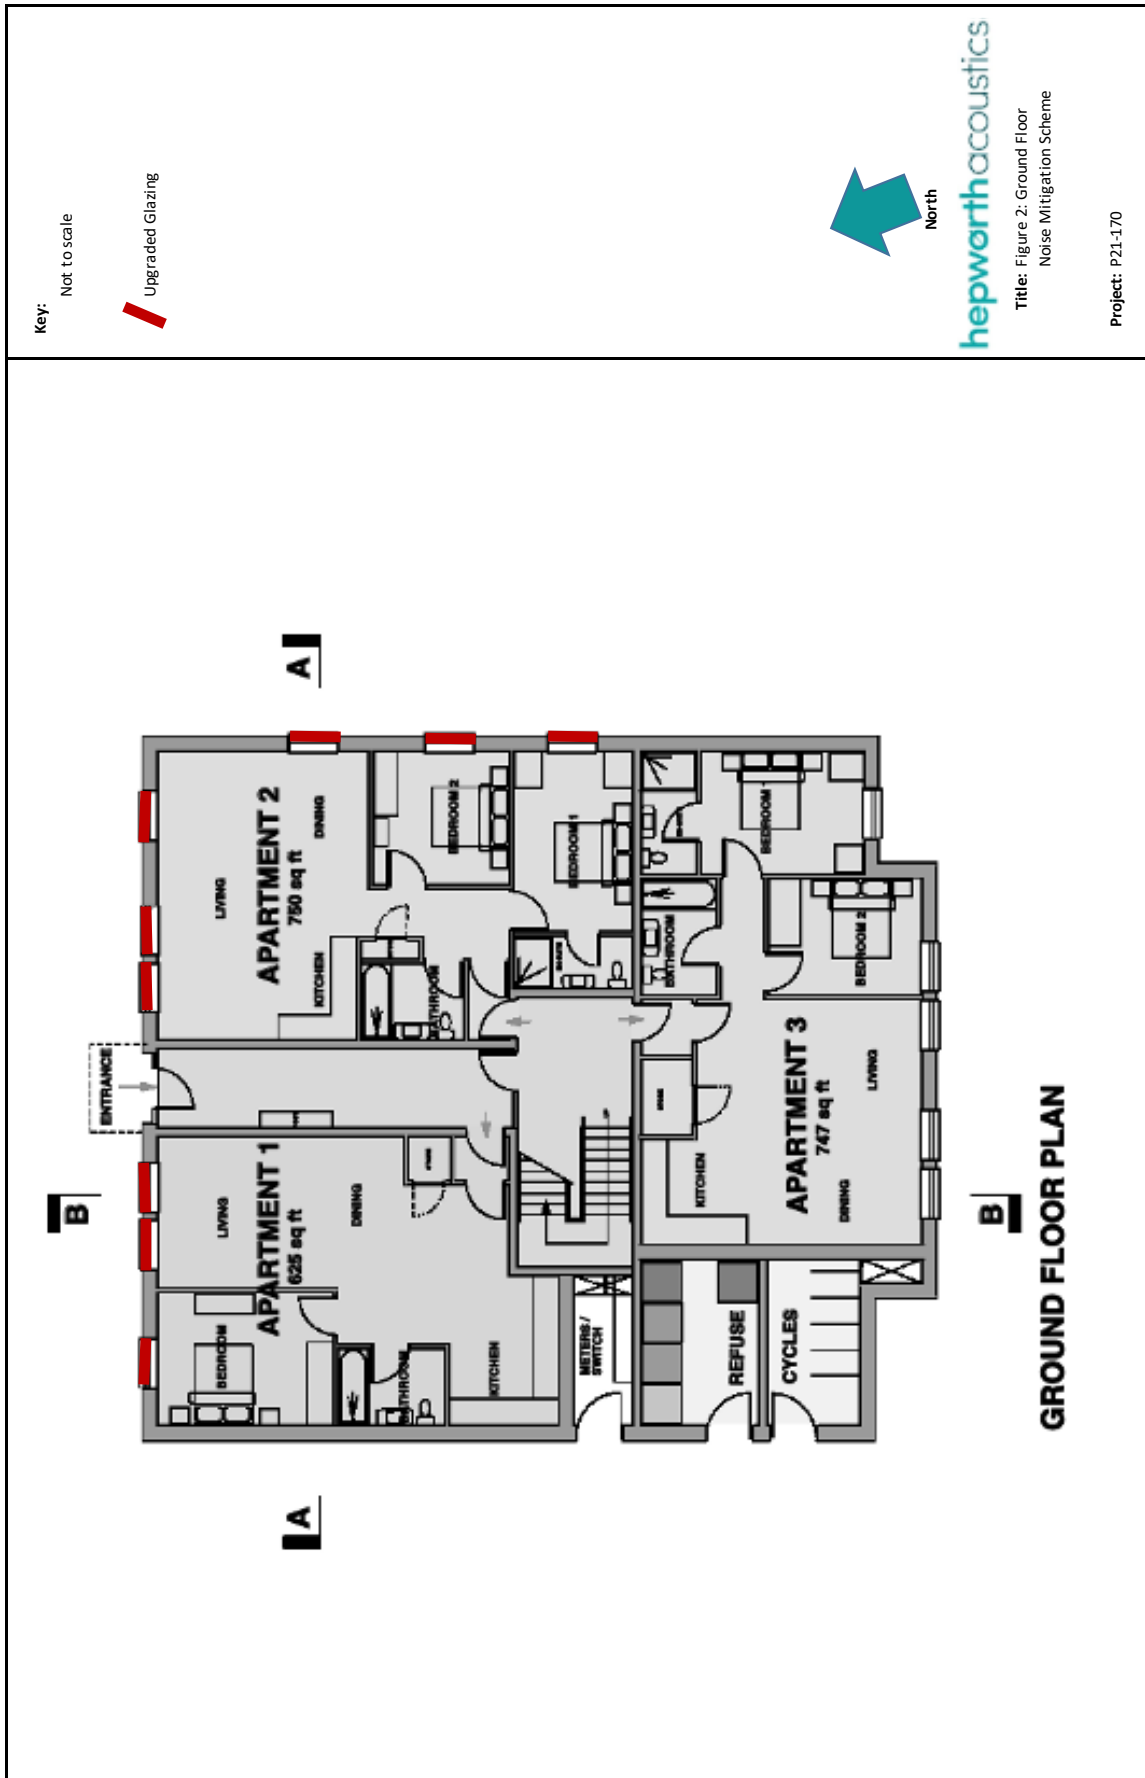 Key:
Not to scale
Upgraded Glazing
North
hepworthacoustics
Title: Figure 2: Ground Floor
Noise Mitigation Scheme
Project: P21-170
A
A
B
B
ENTRANCE
APARTMENT 1
625 sq ft
LIVING
DINING
KITCHEN
BEDROOM
BATHROOM
STORE
APARTMENT 2
750 sq ft
LIVING
DINING
KITCHEN
BATHROOM
BEDROOM 2
BEDROOM 1
APARTMENT 3
747 sq ft
LIVING
DINING
KITCHEN
BATHROOM
BEDROOM 1
BEDROOM 2
STORE
METERS /
SWITCH
REFUSE
CYCLES
GROUND FLOOR PLAN